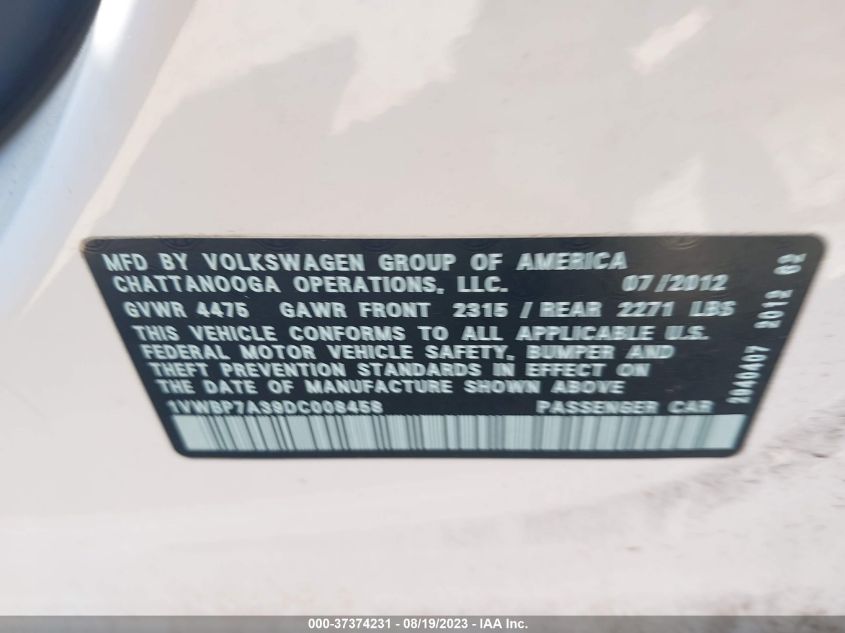 MFD BY VOLKSWAGEN GROUP OF AMERICA
CHATTANOOGA OPERATIONS, LLC. 07/2012
GVWR 4475 GAWR FRONT 2315 / REAR 2271 LBS
THIS VEHICLE CONFORMS TO ALL APPLICABLE U.S.
FEDERAL MOTOR VEHICLE SAFETY, BUMPER AND
THEFT PREVENTION STANDARDS IN EFFECT ON
THE DATE OF MANUFACTURE SHOWN ABOVE
1VWBP7A39DC008458 PASSENGER CAR
2040407 2012 02
000-37374231 - 08/19/2023 - IAA Inc.